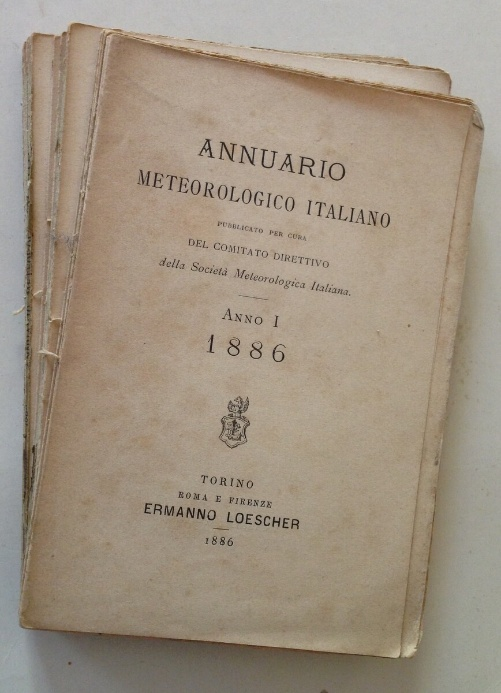 ANNUARIO
METEOROLOGICO ITALIANO
PUBBLICATO PER CURA
DEL COMITATO DIRETTIVO
della Società Meteorologica Italiana.
ANNO I
1886
TORINO
ROMA E FIRENZE
ERMANNO LOESCHER
1886